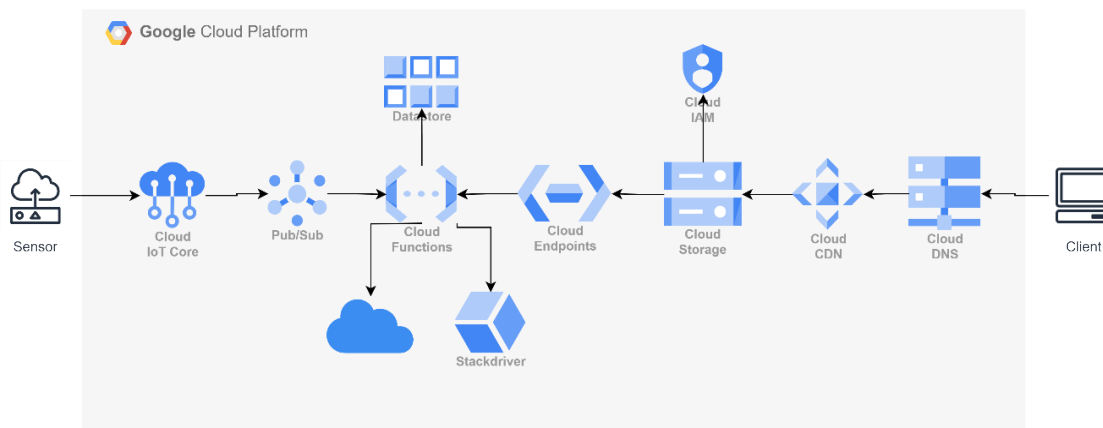 Google Cloud Platform
Cloud
IAM
Datastore
Sensor
Cloud
IoT Core
Pub/Sub
Cloud
Functions
Cloud
Endpoints
Cloud
Storage
Cloud
CDN
Cloud
DNS
Client
Stackdriver